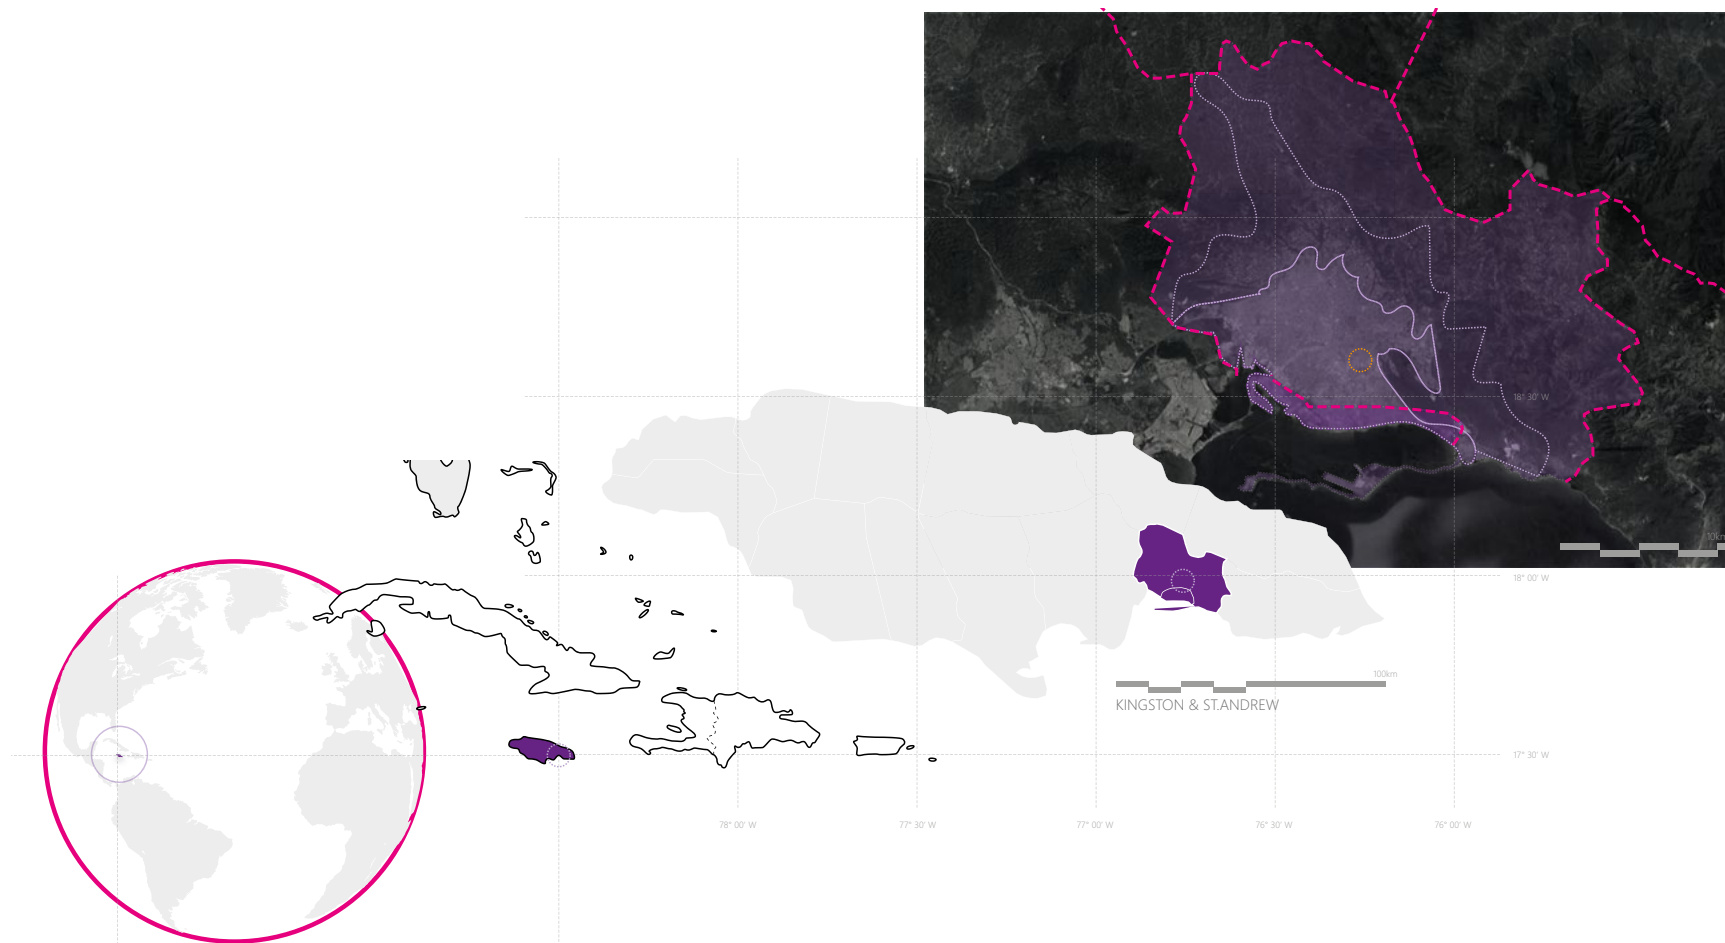 18° 30' W
10km
18° 00' W
100km
KINGSTON & ST.ANDREW
17° 30' W
78° 00' W
77° 30' W
77° 00' W
76° 30' W
76° 00' W